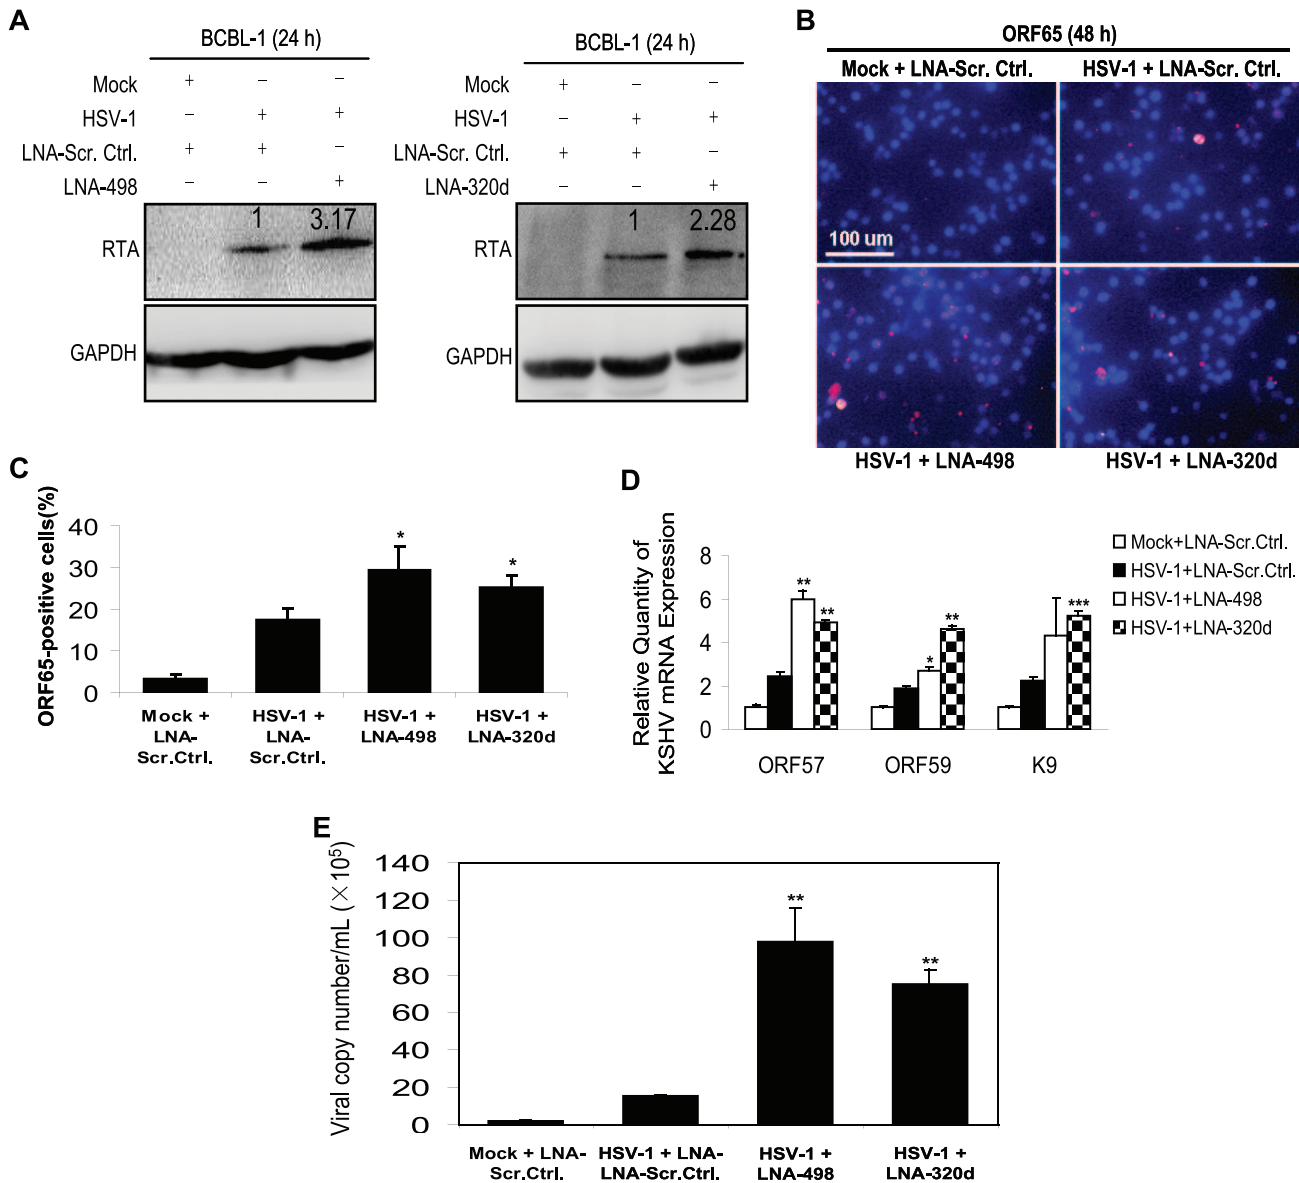 A
BCBL-1 (24 h)
Mock + – –
HSV-1 – + +
LNA-Scr. Ctrl. + + –
LNA-498 – – +
RTA 1 3.17
GAPDH
BCBL-1 (24 h)
Mock + – –
HSV-1 – + +
LNA-Scr. Ctrl. + + –
LNA-320d – – +
RTA 1 2.28
GAPDH
B
ORF65 (48 h)
Mock + LNA-Scr. Ctrl. HSV-1 + LNA-Scr. Ctrl.
100 um
HSV-1 + LNA-498 HSV-1 + LNA-320d
C
ORF65-positive cells(%)
40
30
20
10
0
* *
Mock + LNA-Scr.Ctrl.
HSV-1 + LNA-Scr.Ctrl.
HSV-1 + LNA-498
HSV-1 + LNA-320d
D
Relative Quantity of
KSHV mRNA Expression
8
6
4
2
0
** ** * ** ***
ORF57 ORF59 K9
Mock+LNA-Scr.Ctrl.
HSV-1+LNA-Scr.Ctrl.
HSV-1+LNA-498
HSV-1+LNA-320d
E
Viral copy number/mL (×10⁵)
140
120
100
80
60
40
20
0
** **
Mock + LNA-Scr.Ctrl.
HSV-1 + LNA-LNA-Scr.Ctrl.
HSV-1 + LNA-498
HSV-1 + LNA-320d